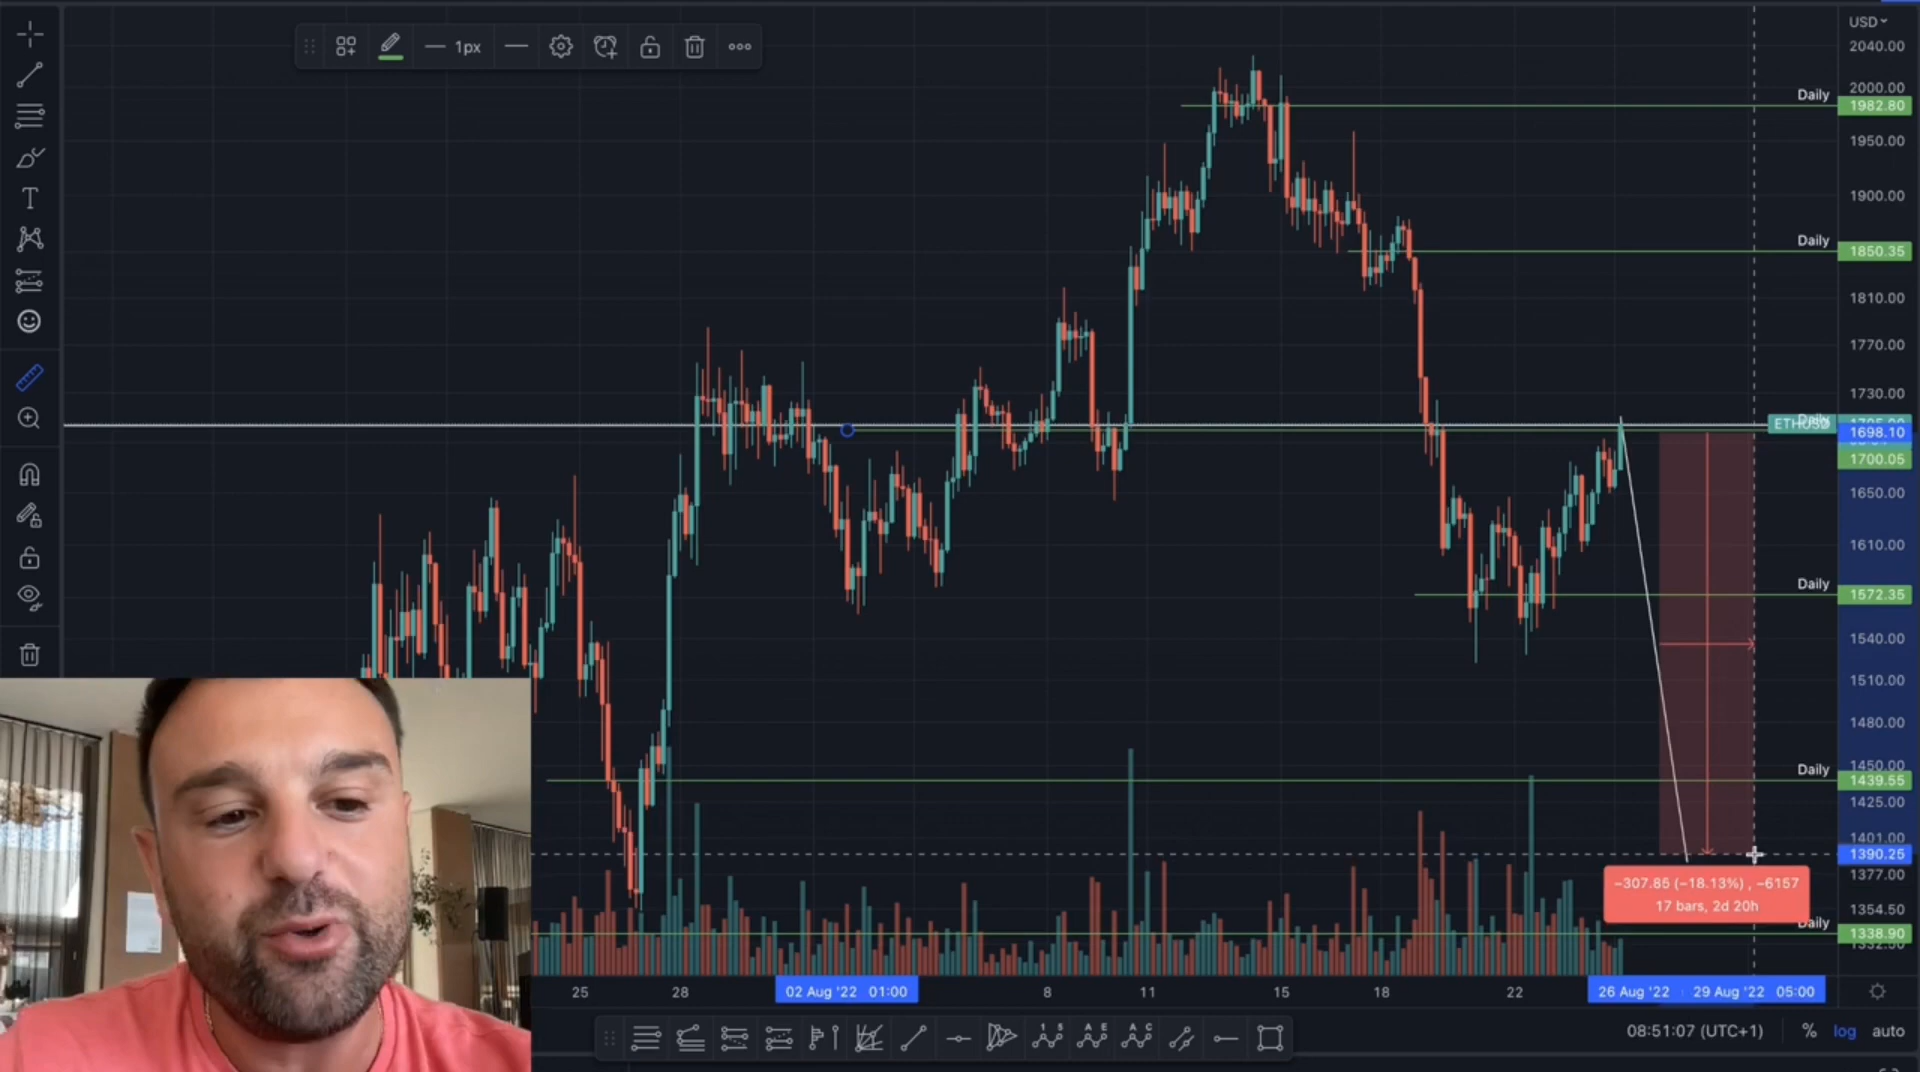 1px
USD
2040.00
2000.00
Daily
1982.80
1950.00
1900.00
Daily
1850.35
1810.00
1770.00
1730.00
ETHUSD
1698.10
1700.05
1650.00
1610.00
Daily
1572.35
1540.00
1510.00
1480.00
1450.00
Daily
1439.55
1425.00
1401.00
1390.25
−307.85 (−18.13%) , −6157
17 bars, 2d 20h
1377.00
1354.50
Daily
1338.90
1332.00
25
28
02 Aug '22 01:00
8
11
15
18
22
26 Aug '22
29 Aug '22 05:00
08:51:07 (UTC+1)
%
log
auto